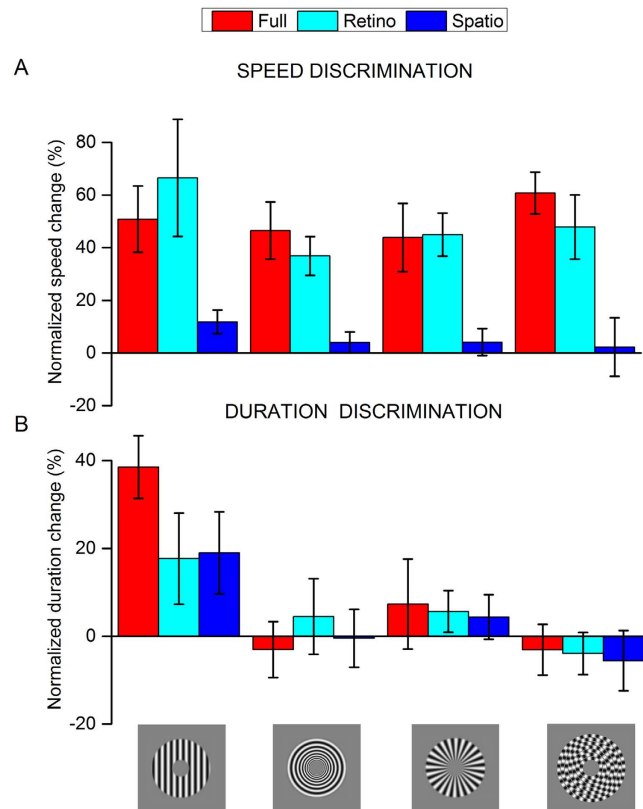 Full Retino Spatio
A
SPEED DISCRIMINATION
Normalized speed change (%)
80
60
40
20
0
-20
B
DURATION DISCRIMINATION
Normalized duration change (%)
40
20
0
-20